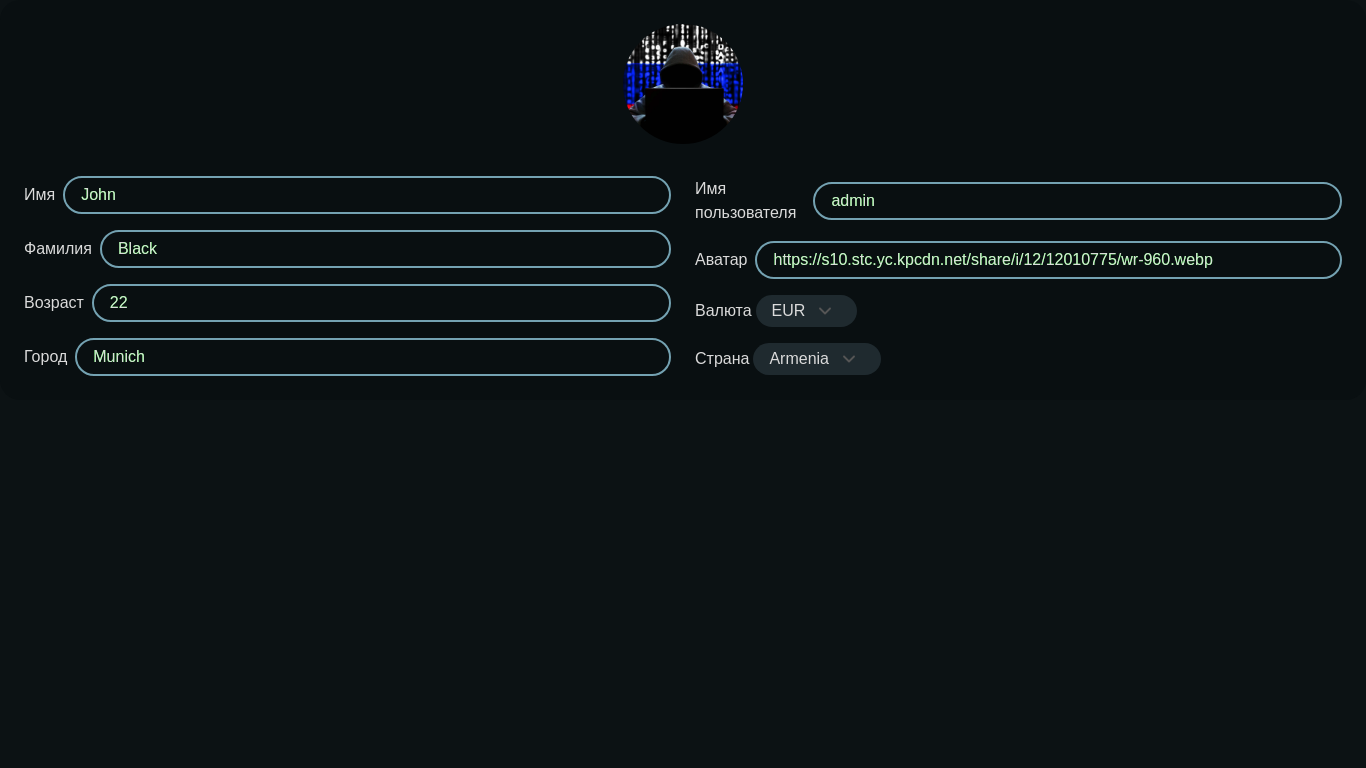 Имя
John
Фамилия
Black
Возраст
22
Город
Munich
Имя
пользователя
admin
Аватар
https://s10.stc.yc.kpcdn.net/share/i/12/12010775/wr-960.webp
Валюта
EUR
Страна
Armenia